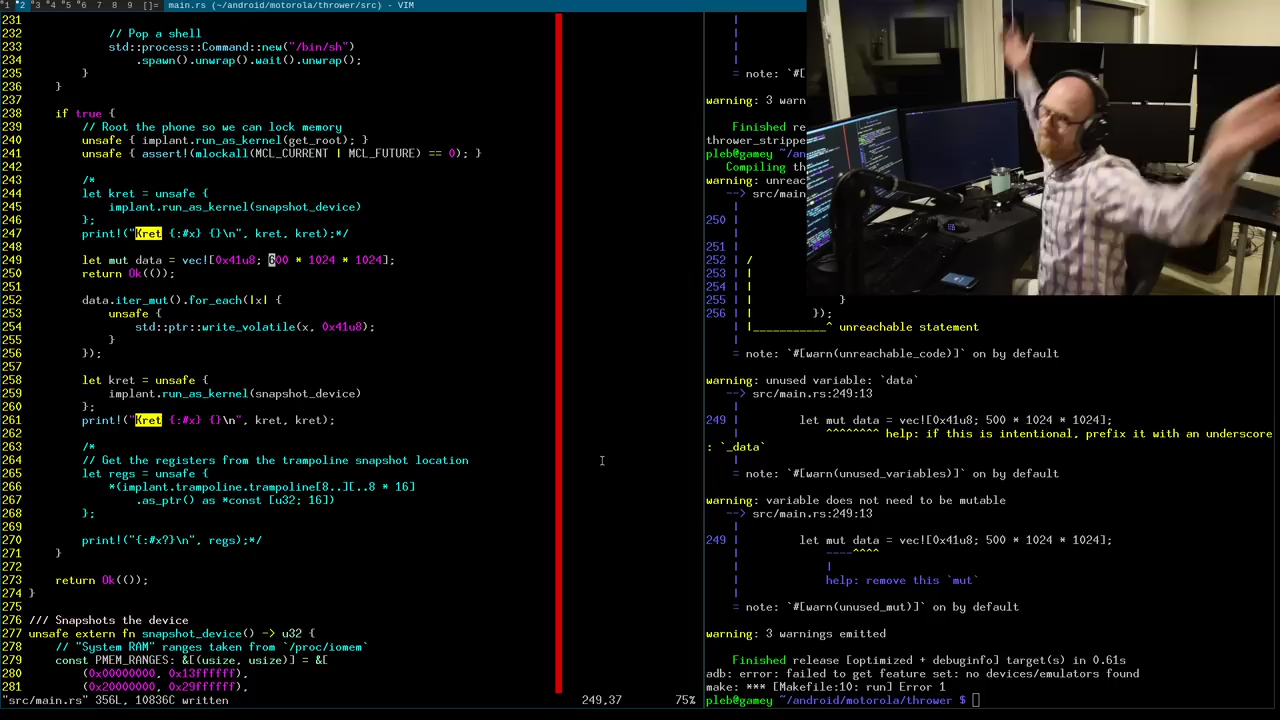 1 2 3 4 5 6 7 8 9 []= main.rs (~/android/motorola/thrower/src) - VIM
231
232 // Pop a shell
233 std::process::Command::new("/bin/sh")
234 .spawn().unwrap().wait().unwrap();
235 }
236 }
237
238 if true {
239 // Root the phone so we can lock memory
240 unsafe { implant.run_as_kernel(get_root); }
241 unsafe { assert!(mlockall(MCL_CURRENT | MCL_FUTURE) == 0); }
242
243 /*
244 let kret = unsafe {
245 implant.run_as_kernel(snapshot_device)
246 };
247 print!("Kret {:#x} {}\n", kret, kret);*/
248
249 let mut data = vec![0x41u8; 600 * 1024 * 1024];
250 return Ok(());
251
252 data.iter_mut().for_each(|x| {
253 unsafe {
254 std::ptr::write_volatile(x, 0x41u8);
255 }
256 });
257
258 let kret = unsafe {
259 implant.run_as_kernel(snapshot_device)
260 };
261 print!("Kret {:#x} {}\n", kret, kret);
262
263 /*
264 // Get the registers from the trampoline snapshot location
265 let regs = unsafe {
266 *(implant.trampoline.trampoline[8..][..8 * 16]
267 .as_ptr() as *const [u32; 16])
268 };
269
270 print!("{:#x?}\n", regs);*/
271 }
272
273 return Ok(());
274 }
275
276 /// Snapshots the device
277 unsafe extern fn snapshot_device() -> u32 {
278 // "System RAM" ranges taken from `/proc/iomem`
279 const PMEM_RANGES: &[(usize, usize)] = &[
280 (0x00000000, 0x13ffffff),
281 (0x20000000, 0x29ffffff),
"src/main.rs" 356L, 10836C written 249,37 75%
|
|
|
= note: `#[
warning: 3 warn
Finished re
thrower_strippe
pleb@gamey ~/an
Compiling th
warning: unreac
--> src/main
|
250 |
|
251 |
252 | /
253 | |
254 | |
255 | | }
256 | | });
| |___________^ unreachable statement
|
= note: `#[warn(unreachable_code)]` on by default
warning: unused variable: `data`
--> src/main.rs:249:13
|
249 | let mut data = vec![0x41u8; 500 * 1024 * 1024];
| ^^^^^^^^ help: if this is intentional, prefix it with an underscore
: `_data`
|
= note: `#[warn(unused_variables)]` on by default
warning: variable does not need to be mutable
--> src/main.rs:249:13
|
249 | let mut data = vec![0x41u8; 500 * 1024 * 1024];
| ----^^^^
| |
| help: remove this `mut`
|
= note: `#[warn(unused_mut)]` on by default
warning: 3 warnings emitted
Finished release [optimized + debuginfo] target(s) in 0.61s
adb: error: failed to get feature set: no devices/emulators found
make: *** [Makefile:10: run] Error 1
pleb@gamey ~/android/motorola/thrower $